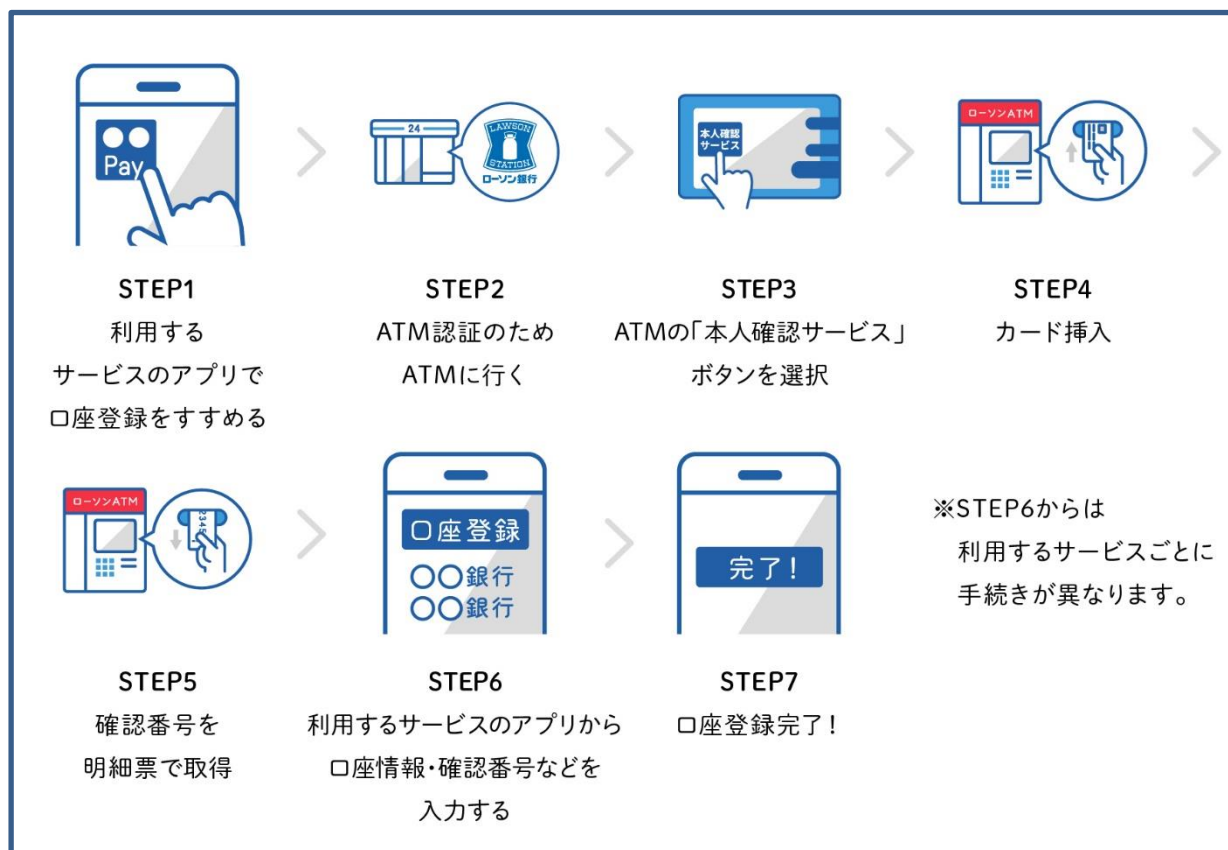 Pay
24
LAWSON
STATION
ローソン銀行
本人確認
サービス
ローソンATM
STEP1
利用する
サービスのアプリで
口座登録をすすめる
STEP2
ATM認証のため
ATMに行く
STEP3
ATMの「本人確認サービス」
ボタンを選択
STEP4
カード挿入
ローソンATM
2345
口座登録
〇〇銀行
〇〇銀行
完了!
※STEP6からは
利用するサービスごとに
手続きが異なります。
STEP5
確認番号を
明細票で取得
STEP6
利用するサービスのアプリから
口座情報・確認番号などを
入力する
STEP7
口座登録完了!